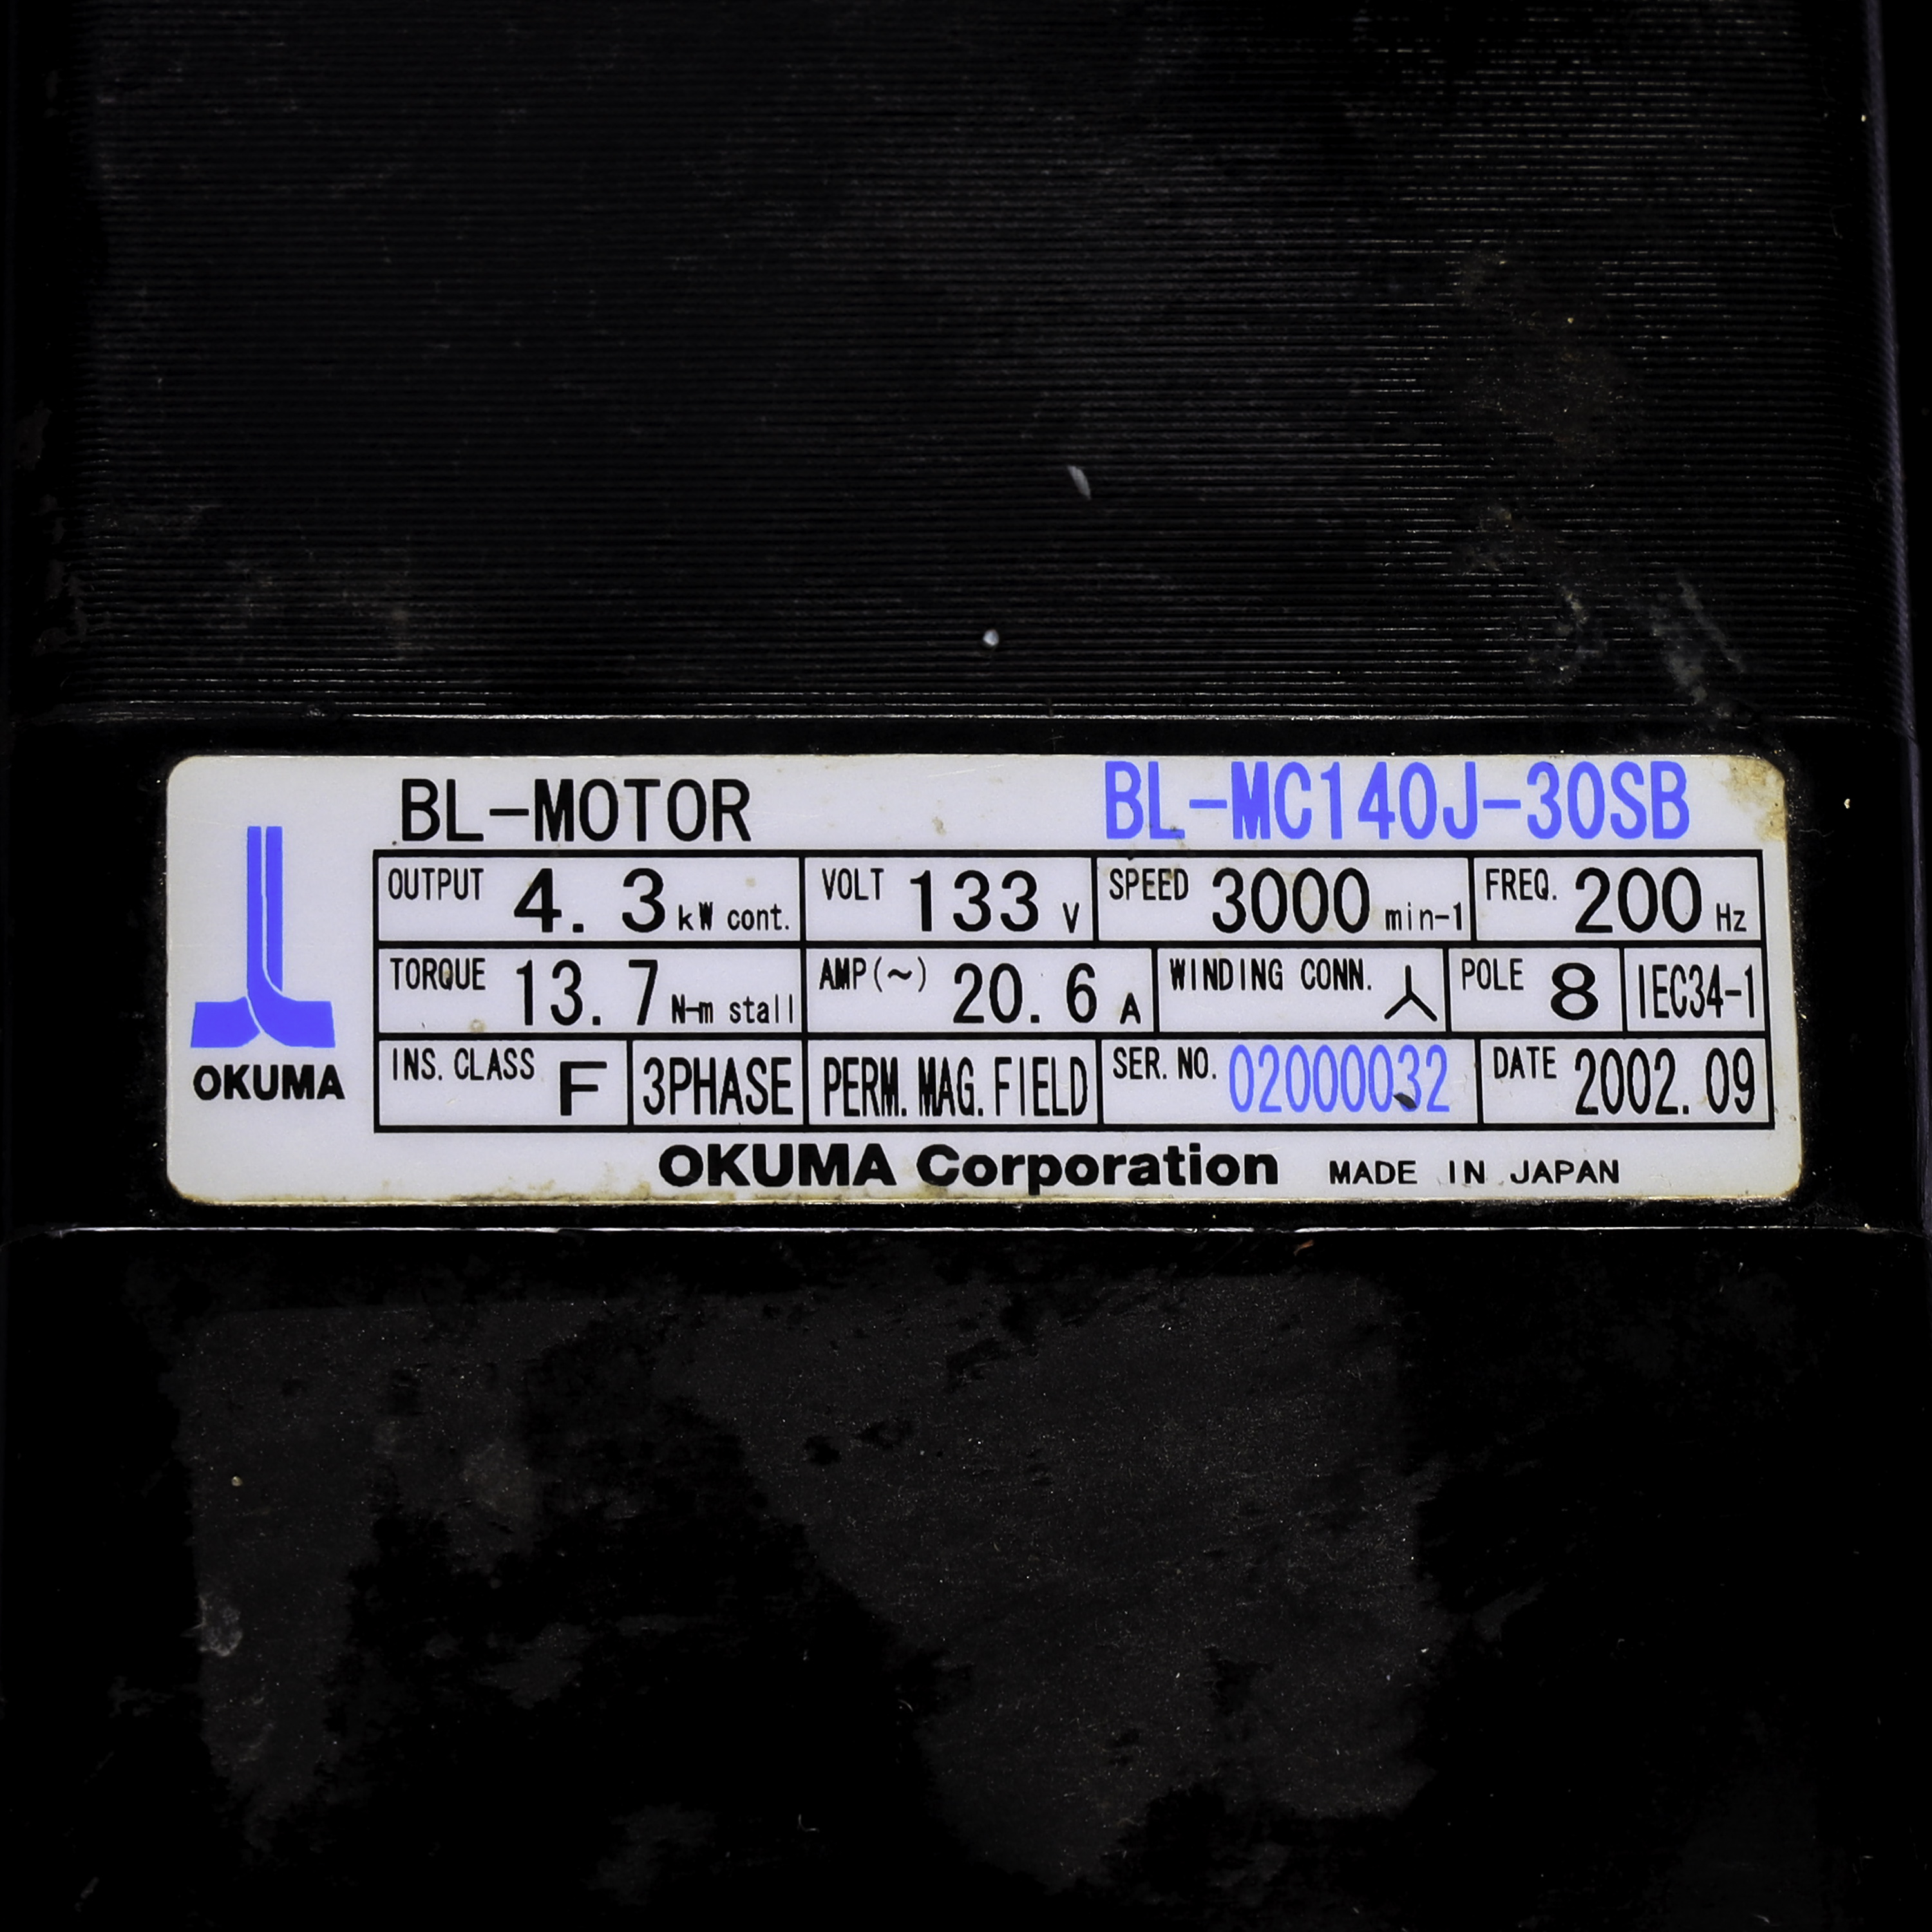 BL-MOTOR BL-MC140J-30SB
OUTPUT 4.3 kW cont. VOLT 133 V SPEED 3000 min-1 FREQ. 200 Hz
TORQUE 13.7 N-m stall AMP(~) 20.6 A WINDING CONN. 人 POLE 8 IEC34-1
INS. CLASS F 3PHASE PERM. MAG. FIELD SER. NO. 02000032 DATE 2002.09
OKUMA
OKUMA Corporation MADE IN JAPAN